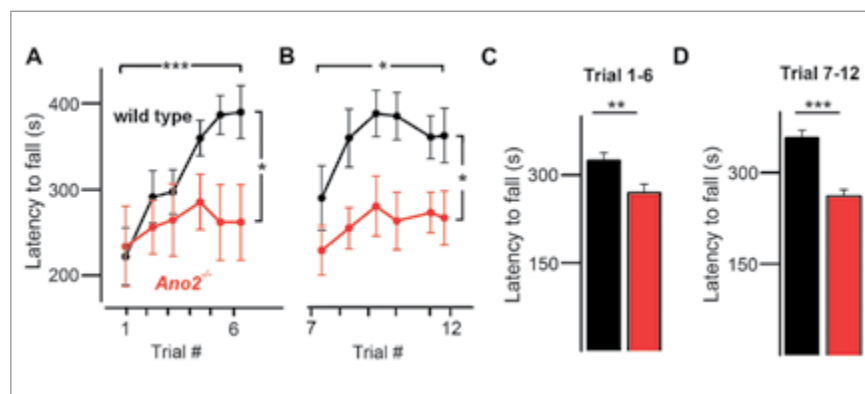 A
B
C
D
Trial 1-6
Trial 7-12
***
*
**
***
Latency to fall (s)
400
300
200
wild type
Ano2-/-
*
*
1
6
Trial #
7
12
Trial #
Latency to fall (s)
300
150
Latency to fall (s)
300
150